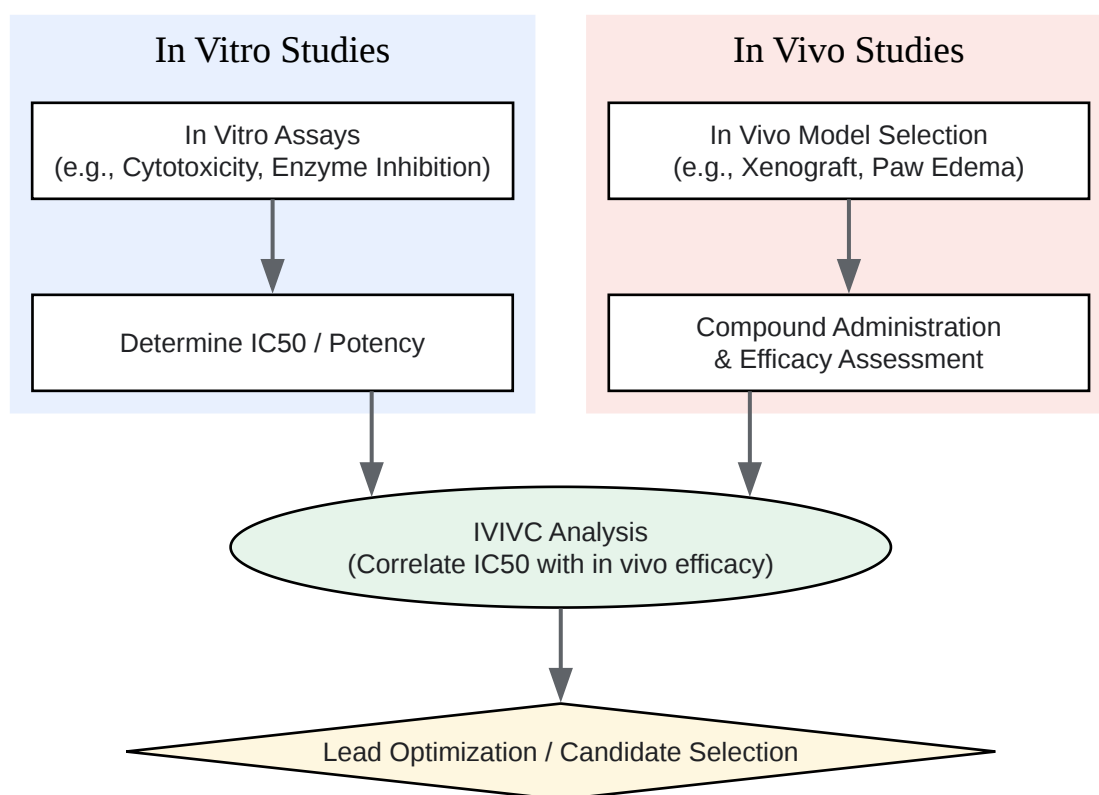 In Vitro Studies
In Vitro Assays
(e.g., Cytotoxicity, Enzyme Inhibition)
Determine IC50 / Potency
In Vivo Studies
In Vivo Model Selection
(e.g., Xenograft, Paw Edema)
Compound Administration
& Efficacy Assessment
IVIVC Analysis
(Correlate IC50 with in vivo efficacy)
Lead Optimization / Candidate Selection